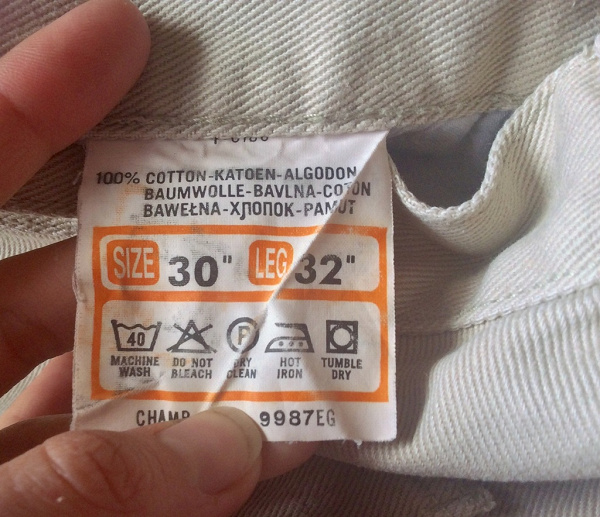 100% COTTON-KATOEN-ALGODON
BAUMWOLLE-BAVLNA-COTON
BAWEŁNA-ХЛОПОК-PAMUT
SIZE 30" LEG 32"
40 P
MACHINE WASH
DO NOT BLEACH
DRY CLEAN
HOT IRON
TUMBLE DRY
9987EG